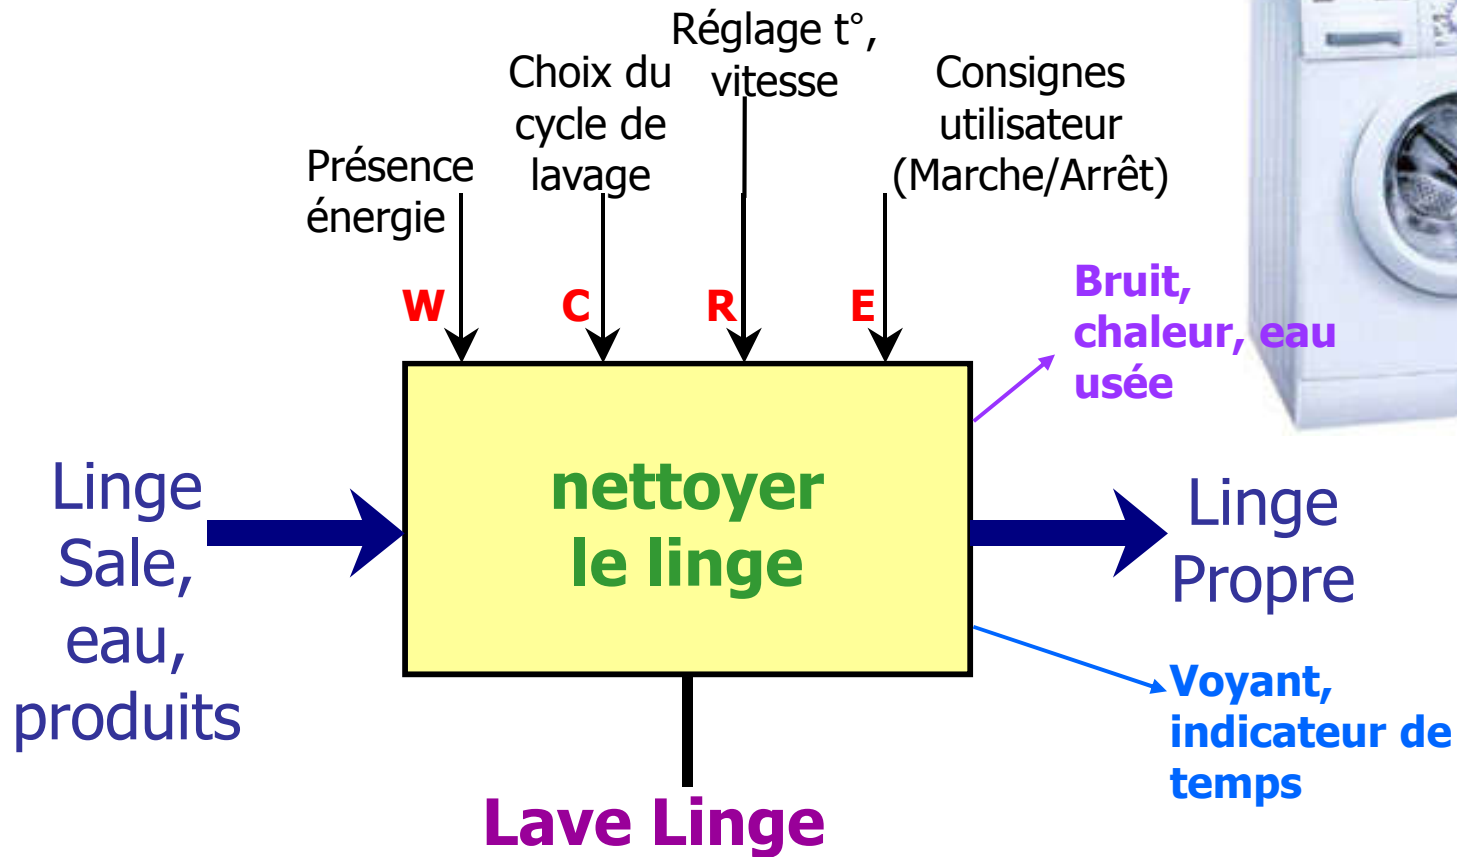 Réglage t°,
vitesse
Choix du
cycle de
lavage
Consignes
utilisateur
(Marche/Arrêt)
Présence
énergie
W
C
R
E
Bruit,
chaleur, eau
usée
Linge
Sale,
eau,
produits
nettoyer
le linge
Linge
Propre
Voyant,
indicateur de
temps
Lave Linge